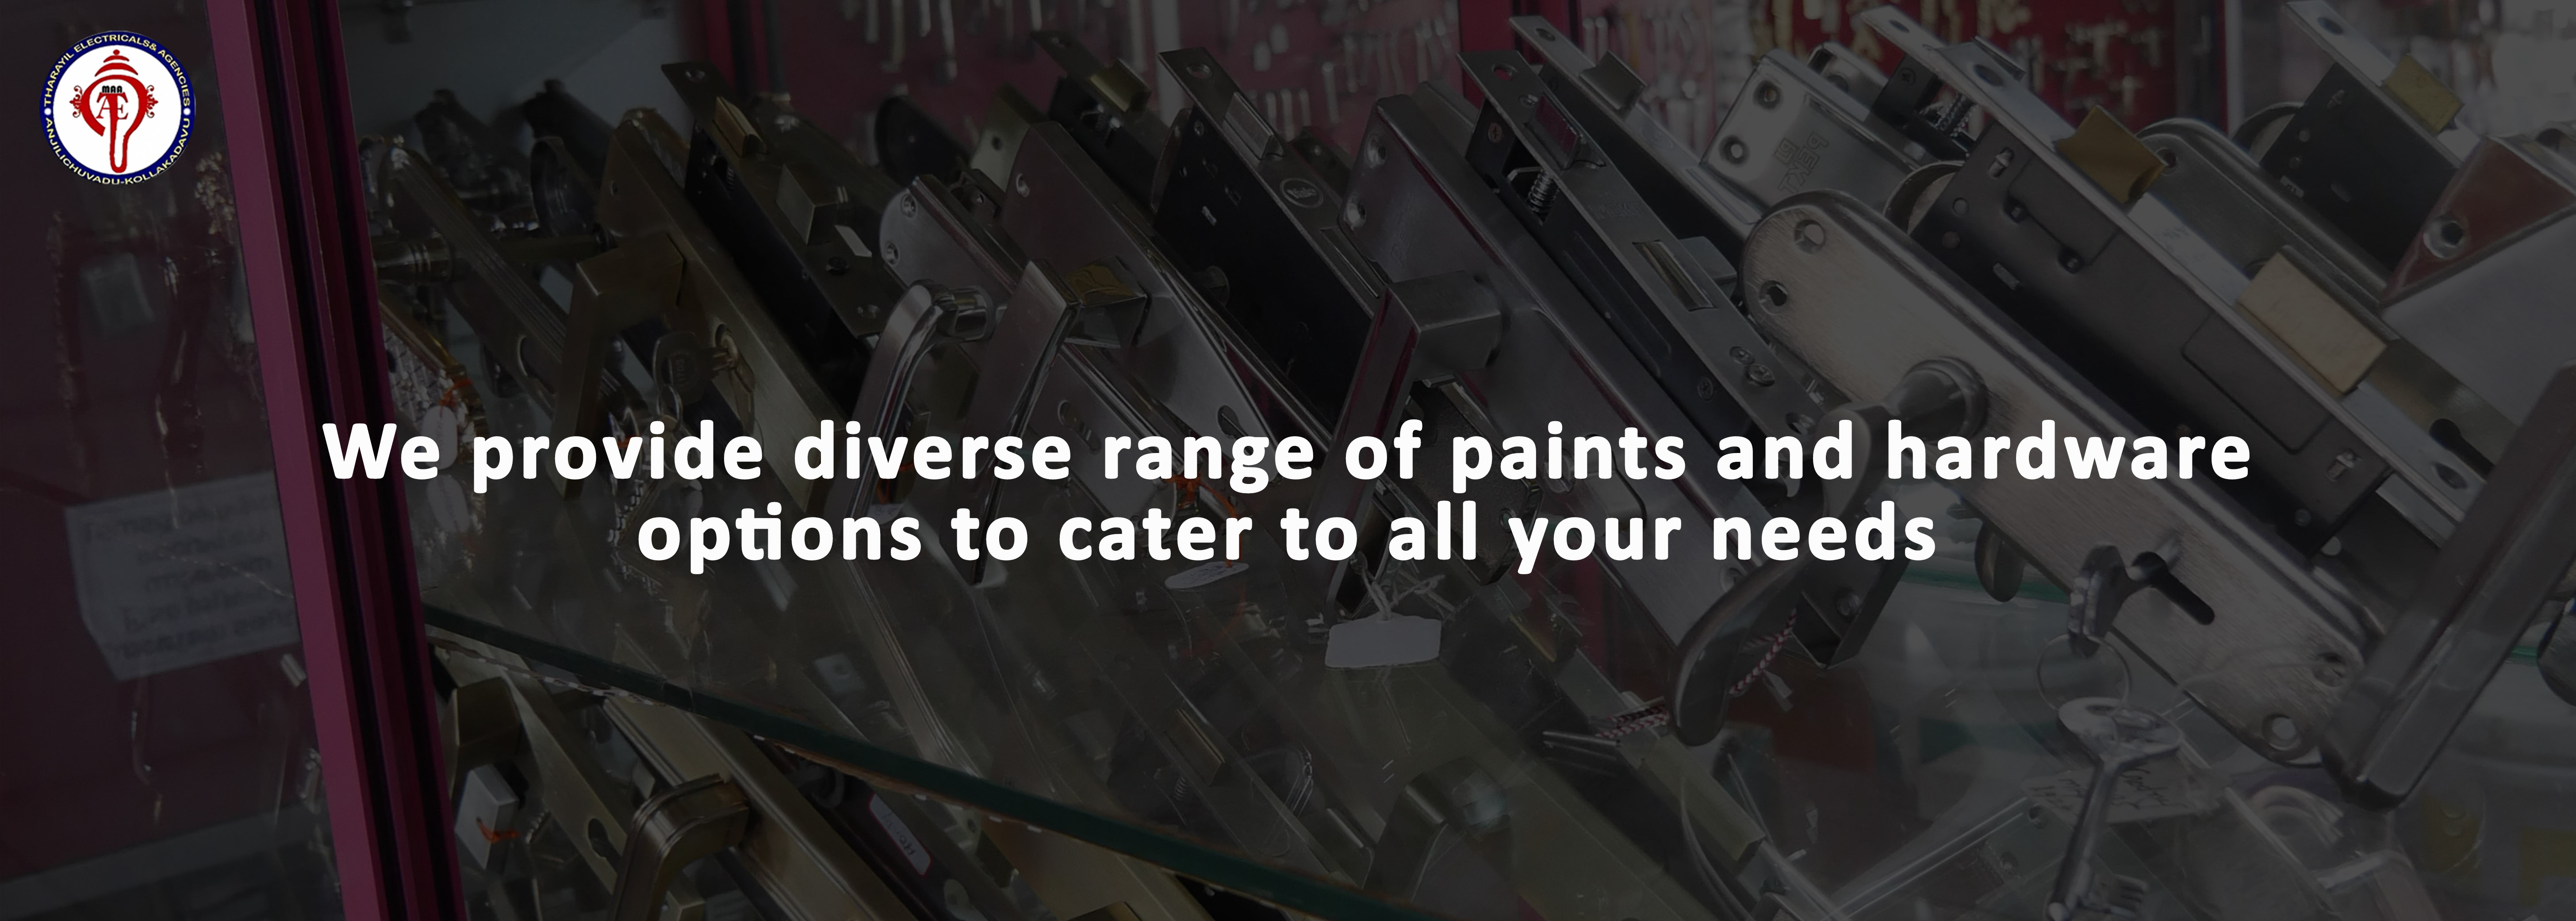 THARAYIL ELECTRICALS& AGENCIES
MAA
ANJILICHUVADU-KOLLAKADAVU
We provide diverse range of paints and hardware
options to cater to all your needs